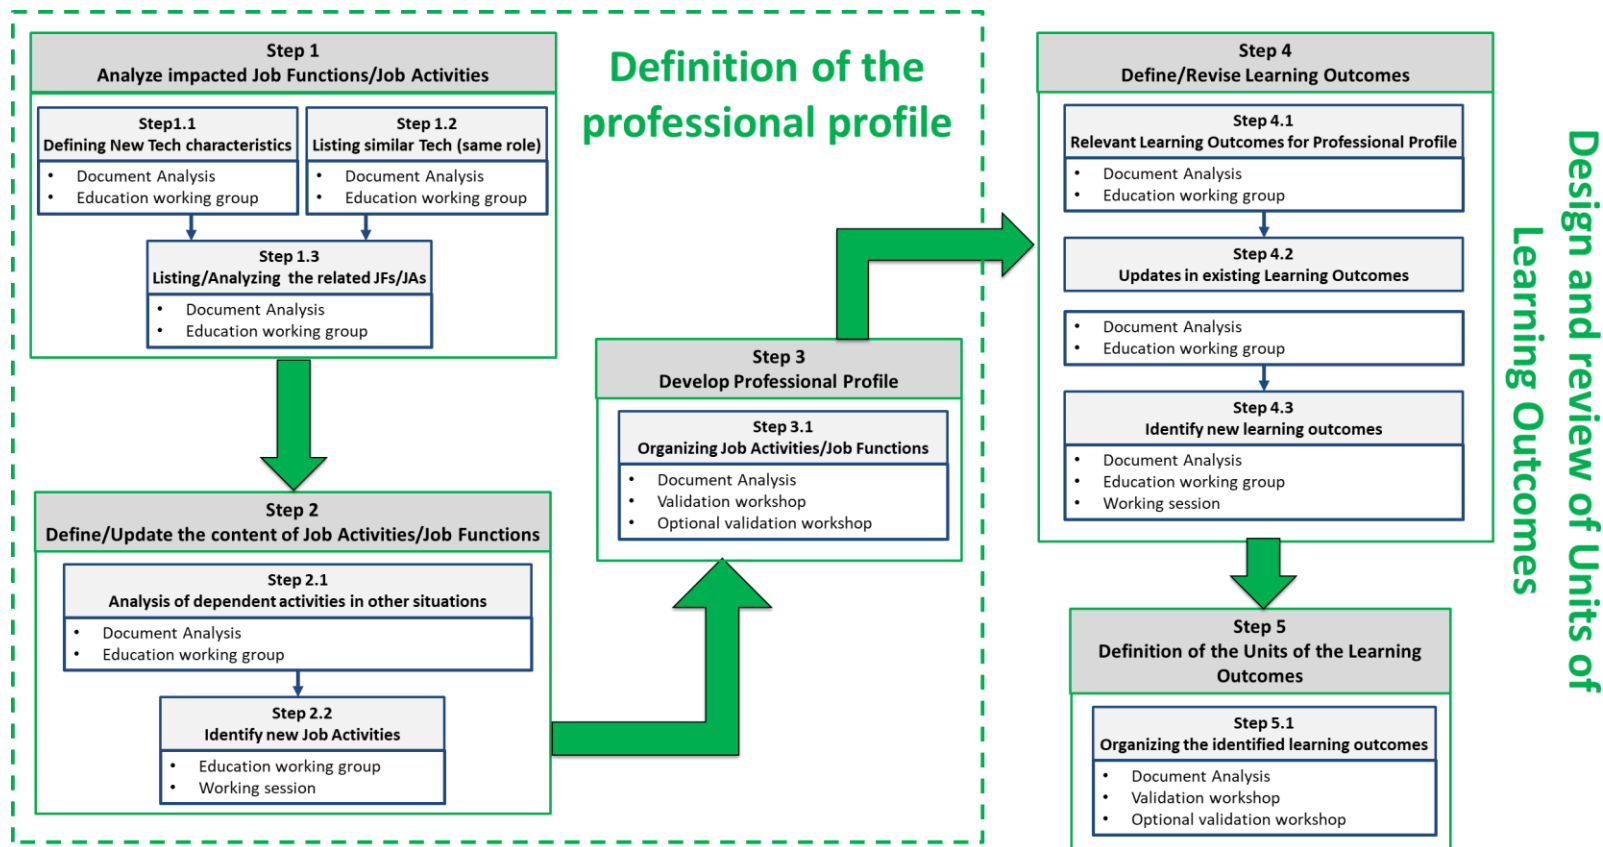 Step 1
Analyze impacted Job Functions/Job Activities
Step1.1
Defining New Tech characteristics
• Document Analysis
• Education working group
Step 1.2
Listing similar Tech (same role)
• Document Analysis
• Education working group
Step 1.3
Listing/Analyzing the related JFs/JAs
• Document Analysis
• Education working group
Definition of the
professional profile
Step 2
Define/Update the content of Job Activities/Job Functions
Step 2.1
Analysis of dependent activities in other situations
• Document Analysis
• Education working group
Step 2.2
Identify new Job Activities
• Education working group
• Working session
Step 3
Develop Professional Profile
Step 3.1
Organizing Job Activities/Job Functions
• Document Analysis
• Validation workshop
• Optional validation workshop
Step 4
Define/Revise Learning Outcomes
Step 4.1
Relevant Learning Outcomes for Professional Profile
• Document Analysis
• Education working group
Step 4.2
Updates in existing Learning Outcomes
• Document Analysis
• Education working group
Step 4.3
Identify new learning outcomes
• Document Analysis
• Education working group
• Working session
Step 5
Definition of the Units of the Learning
Outcomes
Step 5.1
Organizing the identified learning outcomes
• Document Analysis
• Validation workshop
• Optional validation workshop
Design and review of Units of
Learning Outcomes